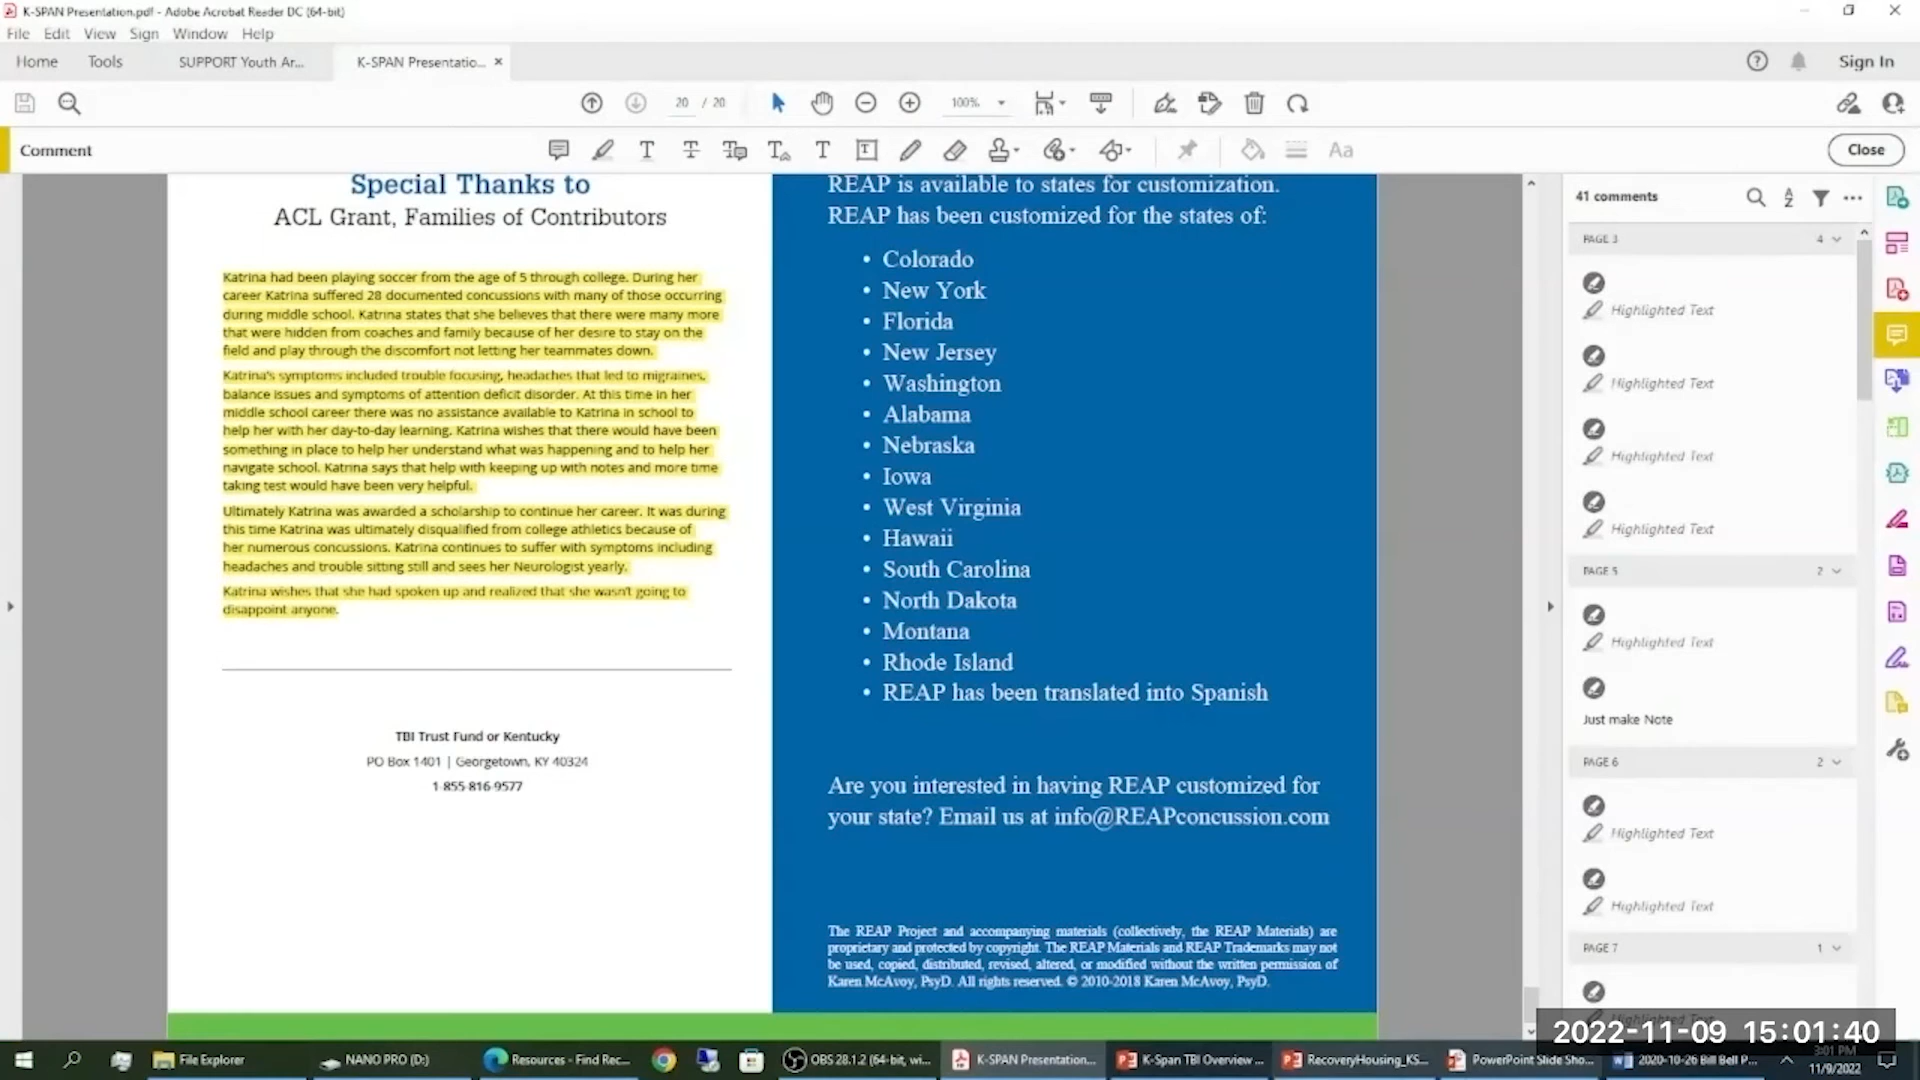 K-SPAN Presentation.pdf - Adobe Acrobat Reader DC (64-bit)
File Edit View Sign Window Help
Home Tools SUPPORT Youth Ar... K-SPAN Presentatio... × Sign In
20 / 20 100%
Comment Close
Special Thanks to
ACL Grant, Families of Contributors
Katrina had been playing soccer from the age of 5 through college. During her
career Katrina suffered 28 documented concussions with many of those occurring
during middle school. Katrina states that she believes that there were many more
that were hidden from coaches and family because of her desire to stay on the
field and play through the discomfort not letting her teammates down.
Katrina's symptoms included trouble focusing, headaches that led to migraines,
balance issues and symptoms of attention deficit disorder. At this time in her
middle school career there was no assistance available to Katrina in school to
help her with her day-to-day learning. Katrina wishes that there would have been
something in place to help her understand what was happening and to help her
navigate school. Katrina says that help with keeping up with notes and more time
taking test would have been very helpful.
Ultimately Katrina was awarded a scholarship to continue her career. It was during
this time Katrina was ultimately disqualified from college athletics because of
her numerous concussions. Katrina continues to suffer with symptoms including
headaches and trouble sitting still and sees her Neurologist yearly.
Katrina wishes that she had spoken up and realized that she wasn't going to
disappoint anyone.
TBI Trust Fund or Kentucky
PO Box 1401 | Georgetown, KY 40324
1-855-816-9577
REAP is available to states for customization.
REAP has been customized for the states of:
• Colorado
• New York
• Florida
• New Jersey
• Washington
• Alabama
• Nebraska
• Iowa
• West Virginia
• Hawaii
• South Carolina
• North Dakota
• Montana
• Rhode Island
• REAP has been translated into Spanish
Are you interested in having REAP customized for
your state? Email us at info@REAPconcussion.com
The REAP Project and accompanying materials (collectively, the REAP Materials) are
proprietary and protected by copyright. The REAP Materials and REAP Trademarks may not
be used, copied, distributed, revised, altered, or modified without the written permission of
Karen McAvoy, PsyD. All rights reserved. © 2010-2018 Karen McAvoy, PsyD.
41 comments
PAGE 3 4
Highlighted Text
Highlighted Text
Highlighted Text
Highlighted Text
PAGE 5 2
Highlighted Text
Just make Note
PAGE 6 2
Highlighted Text
Highlighted Text
PAGE 7 1
2022-11-09 15:01:40
File Explorer NANO PRO (D:) Resources - Find Rec... OBS 28.1.2 (64-bit, wi... K-SPAN Presentation... K-Span TBI Overview ... RecoveryHousing_KS... PowerPoint Slide Sho... 2020-10-26 Bill Bell P... 3:01 PM
11/9/2022